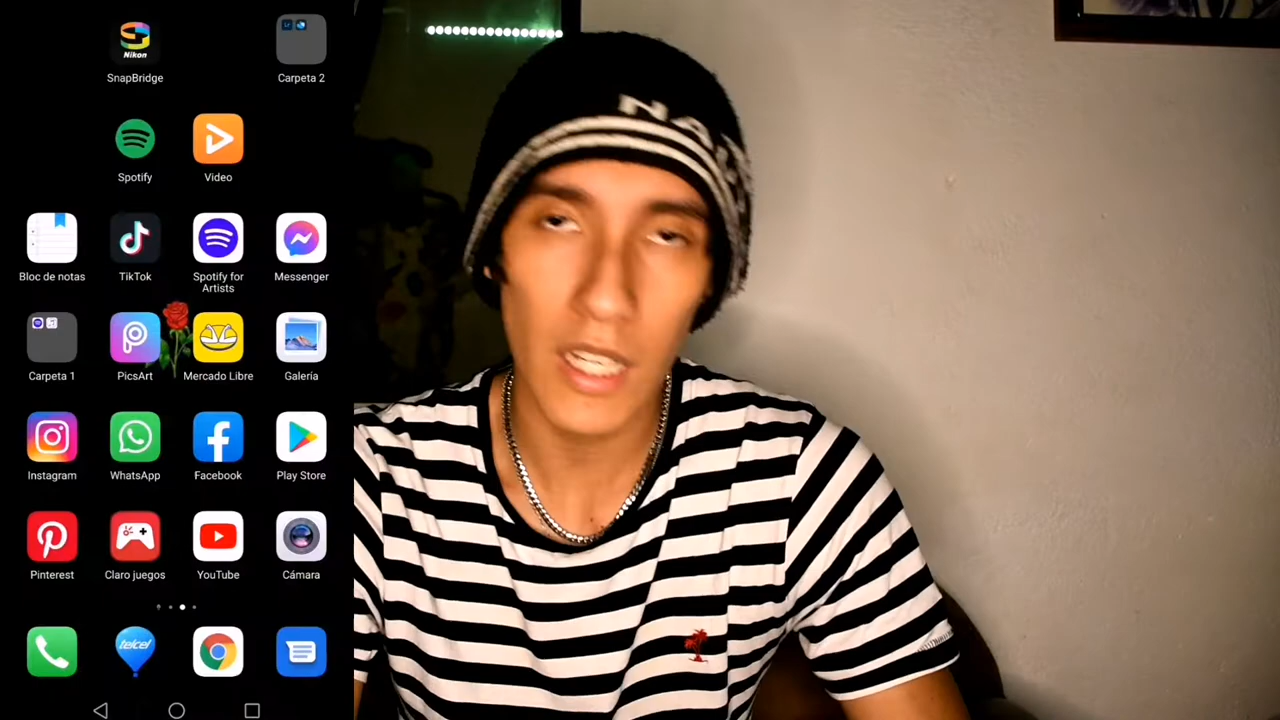 Nikon
SnapBridge
Carpeta 2
Spotify
Video
Bloc de notas
TikTok
Spotify for
Artists
Messenger
Carpeta 1
PicsArt
Mercado Libre
Galería
Instagram
WhatsApp
Facebook
Play Store
Pinterest
Claro juegos
YouTube
Cámara
telcel